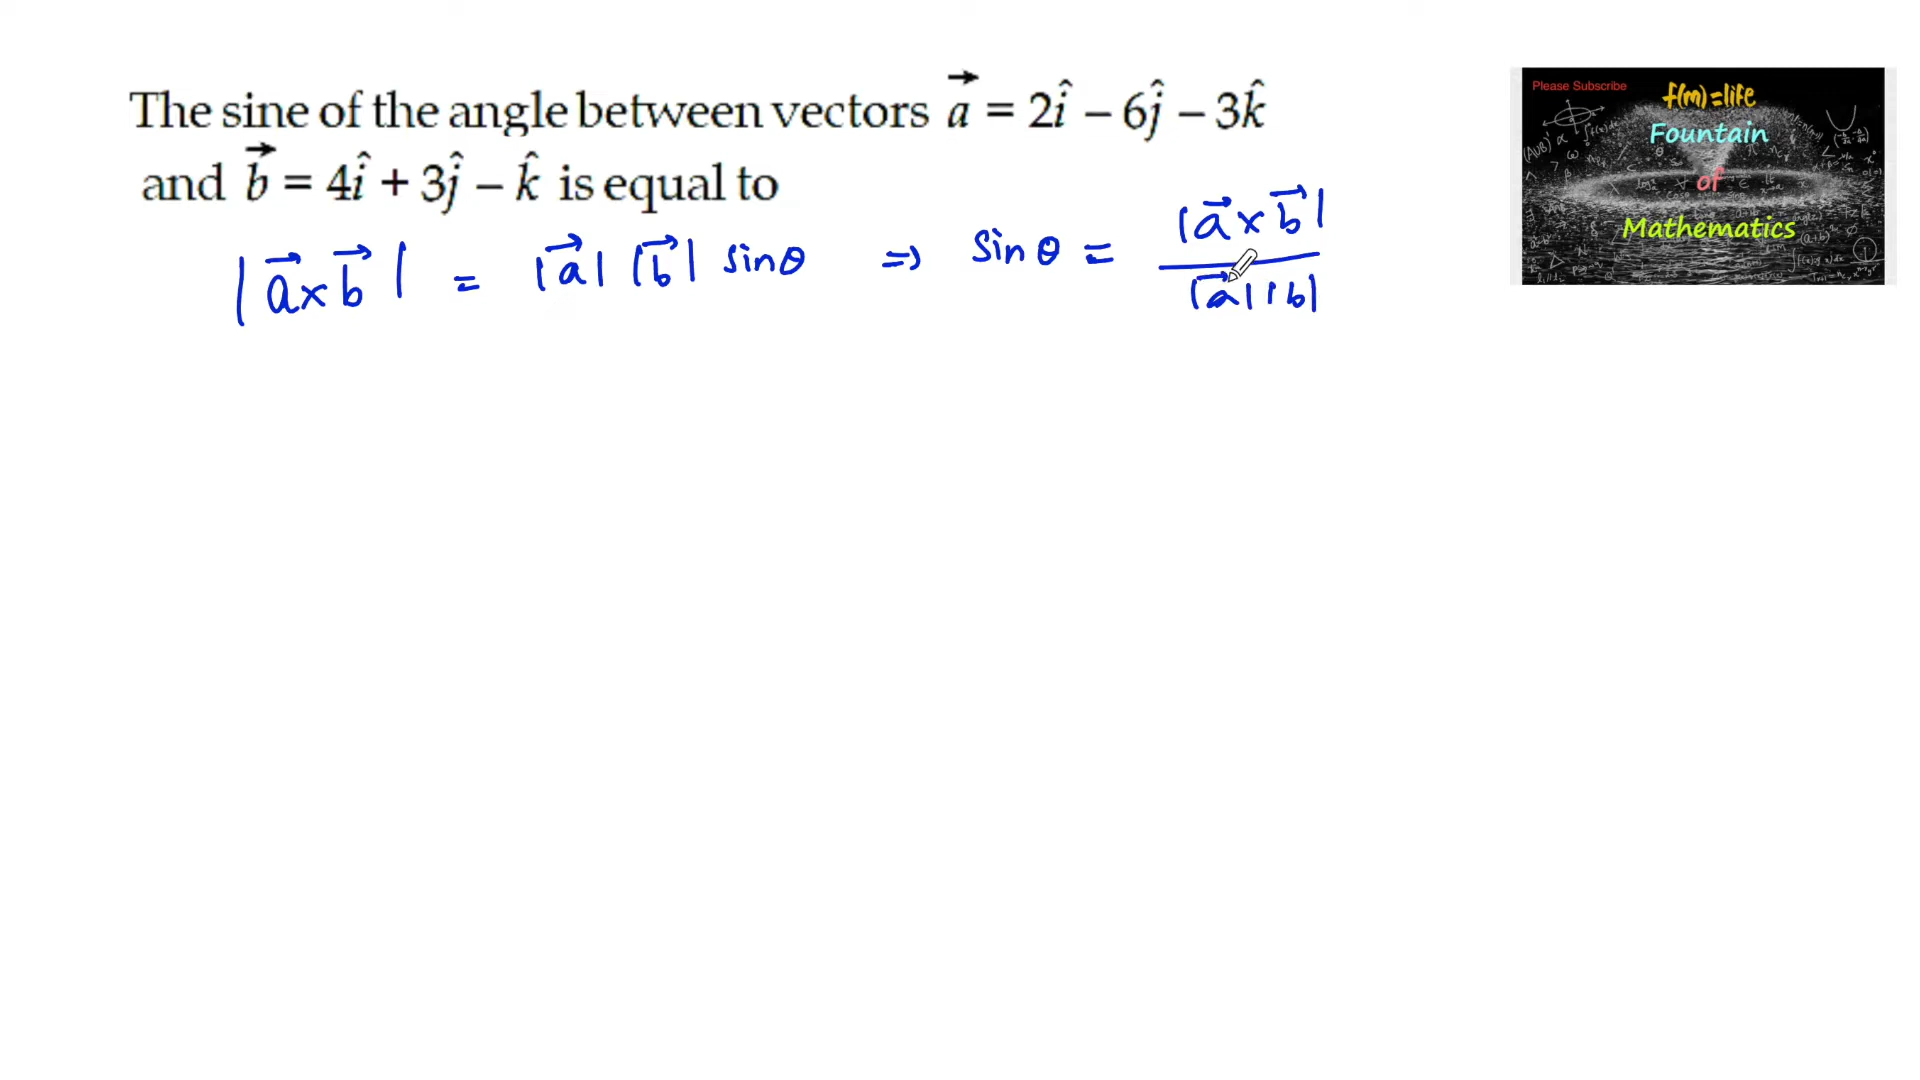 The sine of the angle between vectors a⃗ = 2î − 6ĵ − 3k̂
and b⃗ = 4î + 3ĵ − k̂ is equal to
|a⃗ × b⃗| = |a⃗| |b⃗| sinθ ⇒ sinθ = |a⃗ × b⃗| / |a⃗| |b|
Please Subscribe
f(m)=life
Fountain
of
Mathematics